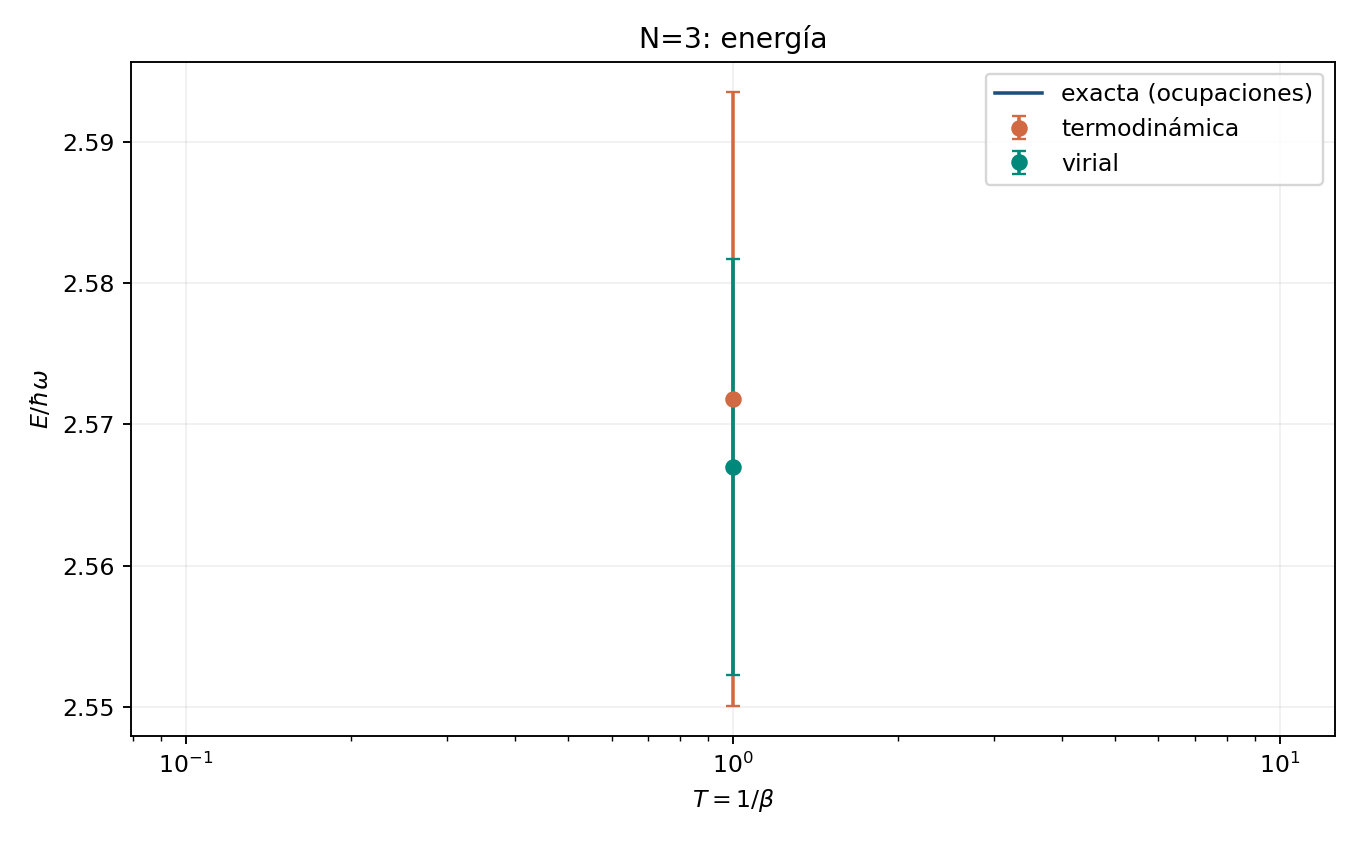 N=3: energía
exacta (ocupaciones)
termodinámica
virial
E/ℏω
2.59
2.58
2.57
2.56
2.55
10⁻¹
10⁰
10¹
T = 1/β